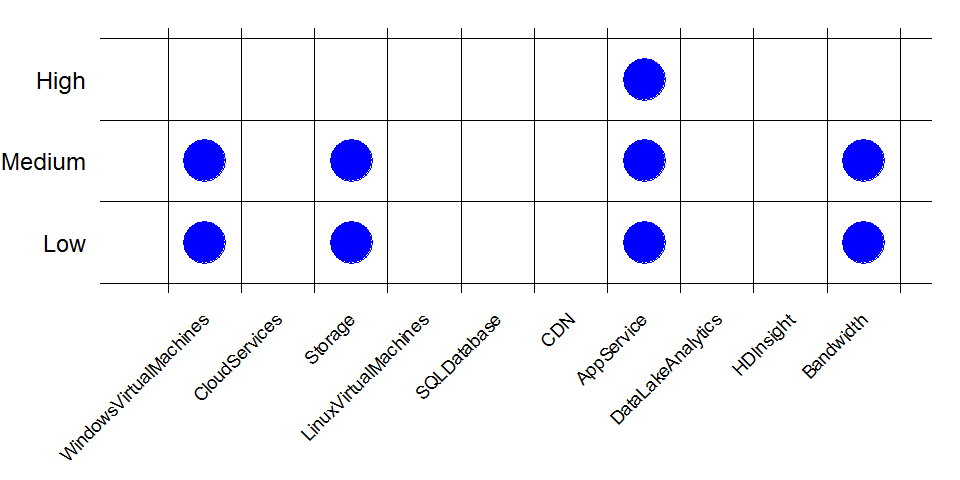 High
Medium
Low
WindowsVirtualMachines
CloudServices
Storage
LinuxVirtualMachines
SQLDatabase
CDN
AppService
DataLakeAnalytics
HDInsight
Bandwidth